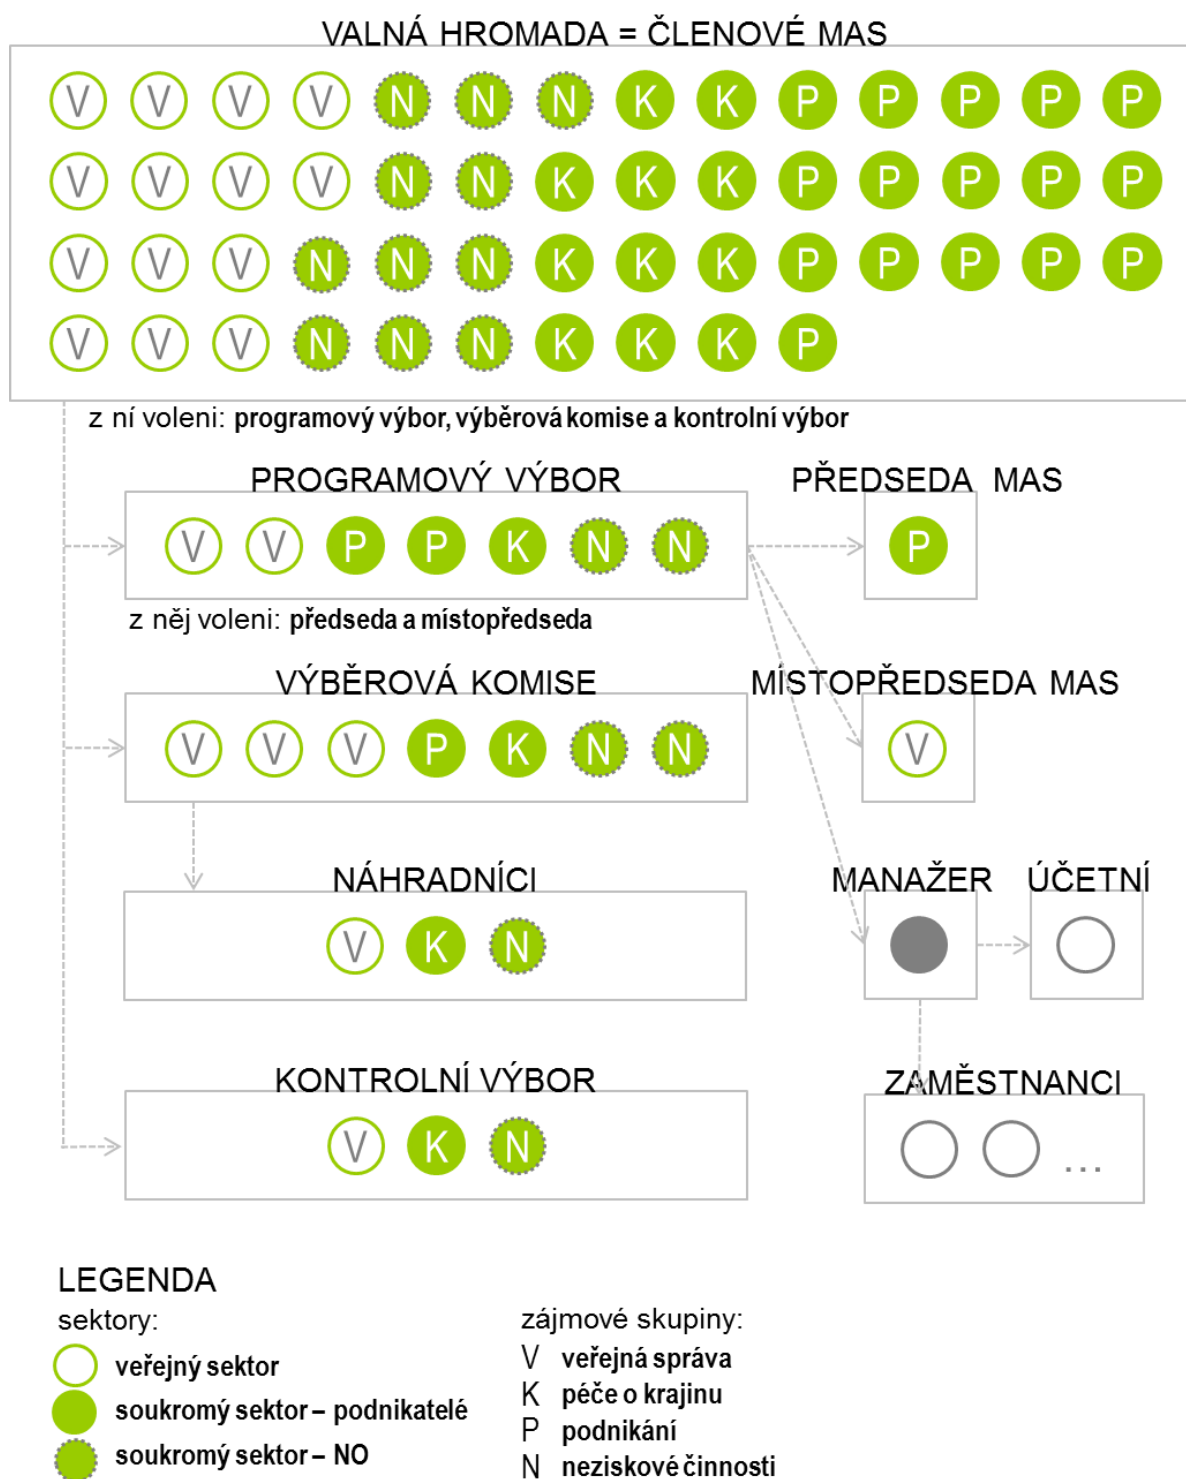 VALNÁ HROMADA = ČLENOVÉ MAS
V V V V N N N K K P P P P P
V V V V N N K K K P P P P P
V V V N N N K K K P P P P P
V V V N N N K K K P
z ní voleni: programový výbor, výběrová komise a kontrolní výbor
PROGRAMOVÝ VÝBOR
PŘEDSEDA MAS
V V P P K N N
P
z něj voleni: předseda a místopředseda
VÝBĚROVÁ KOMISE
MÍSTOPŘEDSEDA MAS
V V V P K N N
V
NÁHRADNÍCI
MANAŽER
ÚČETNÍ
V K N
KONTROLNÍ VÝBOR
ZAMĚSTNANCI
V K N
...
LEGENDA
sektory:
veřejný sektor
soukromý sektor – podnikatelé
soukromý sektor – NO
zájmové skupiny:
V veřejná správa
K péče o krajinu
P podnikání
N neziskové činnosti